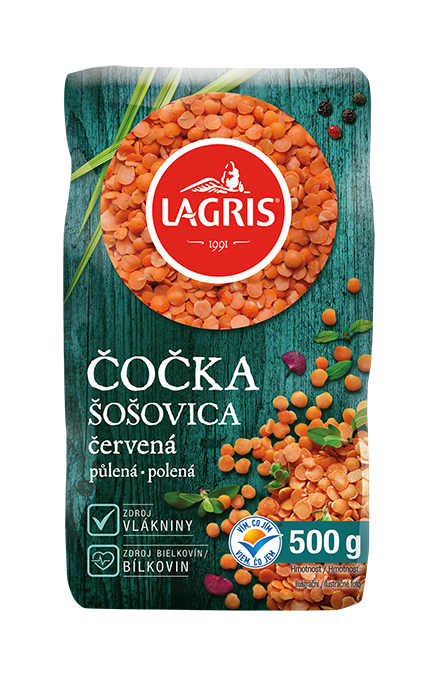 LAGRIS
1991
ČOČKA
ŠOŠOVICA
červená
půlená • polená
ZDROJ
VLÁKNINY
ZDROJ BIELKOVÍN/
BÍLKOVIN
VÍM, CO JÍM
VIEM, ČO JEM
500 g
Hmotnost / Hmotnosť:
ilustrační / ilustračné foto